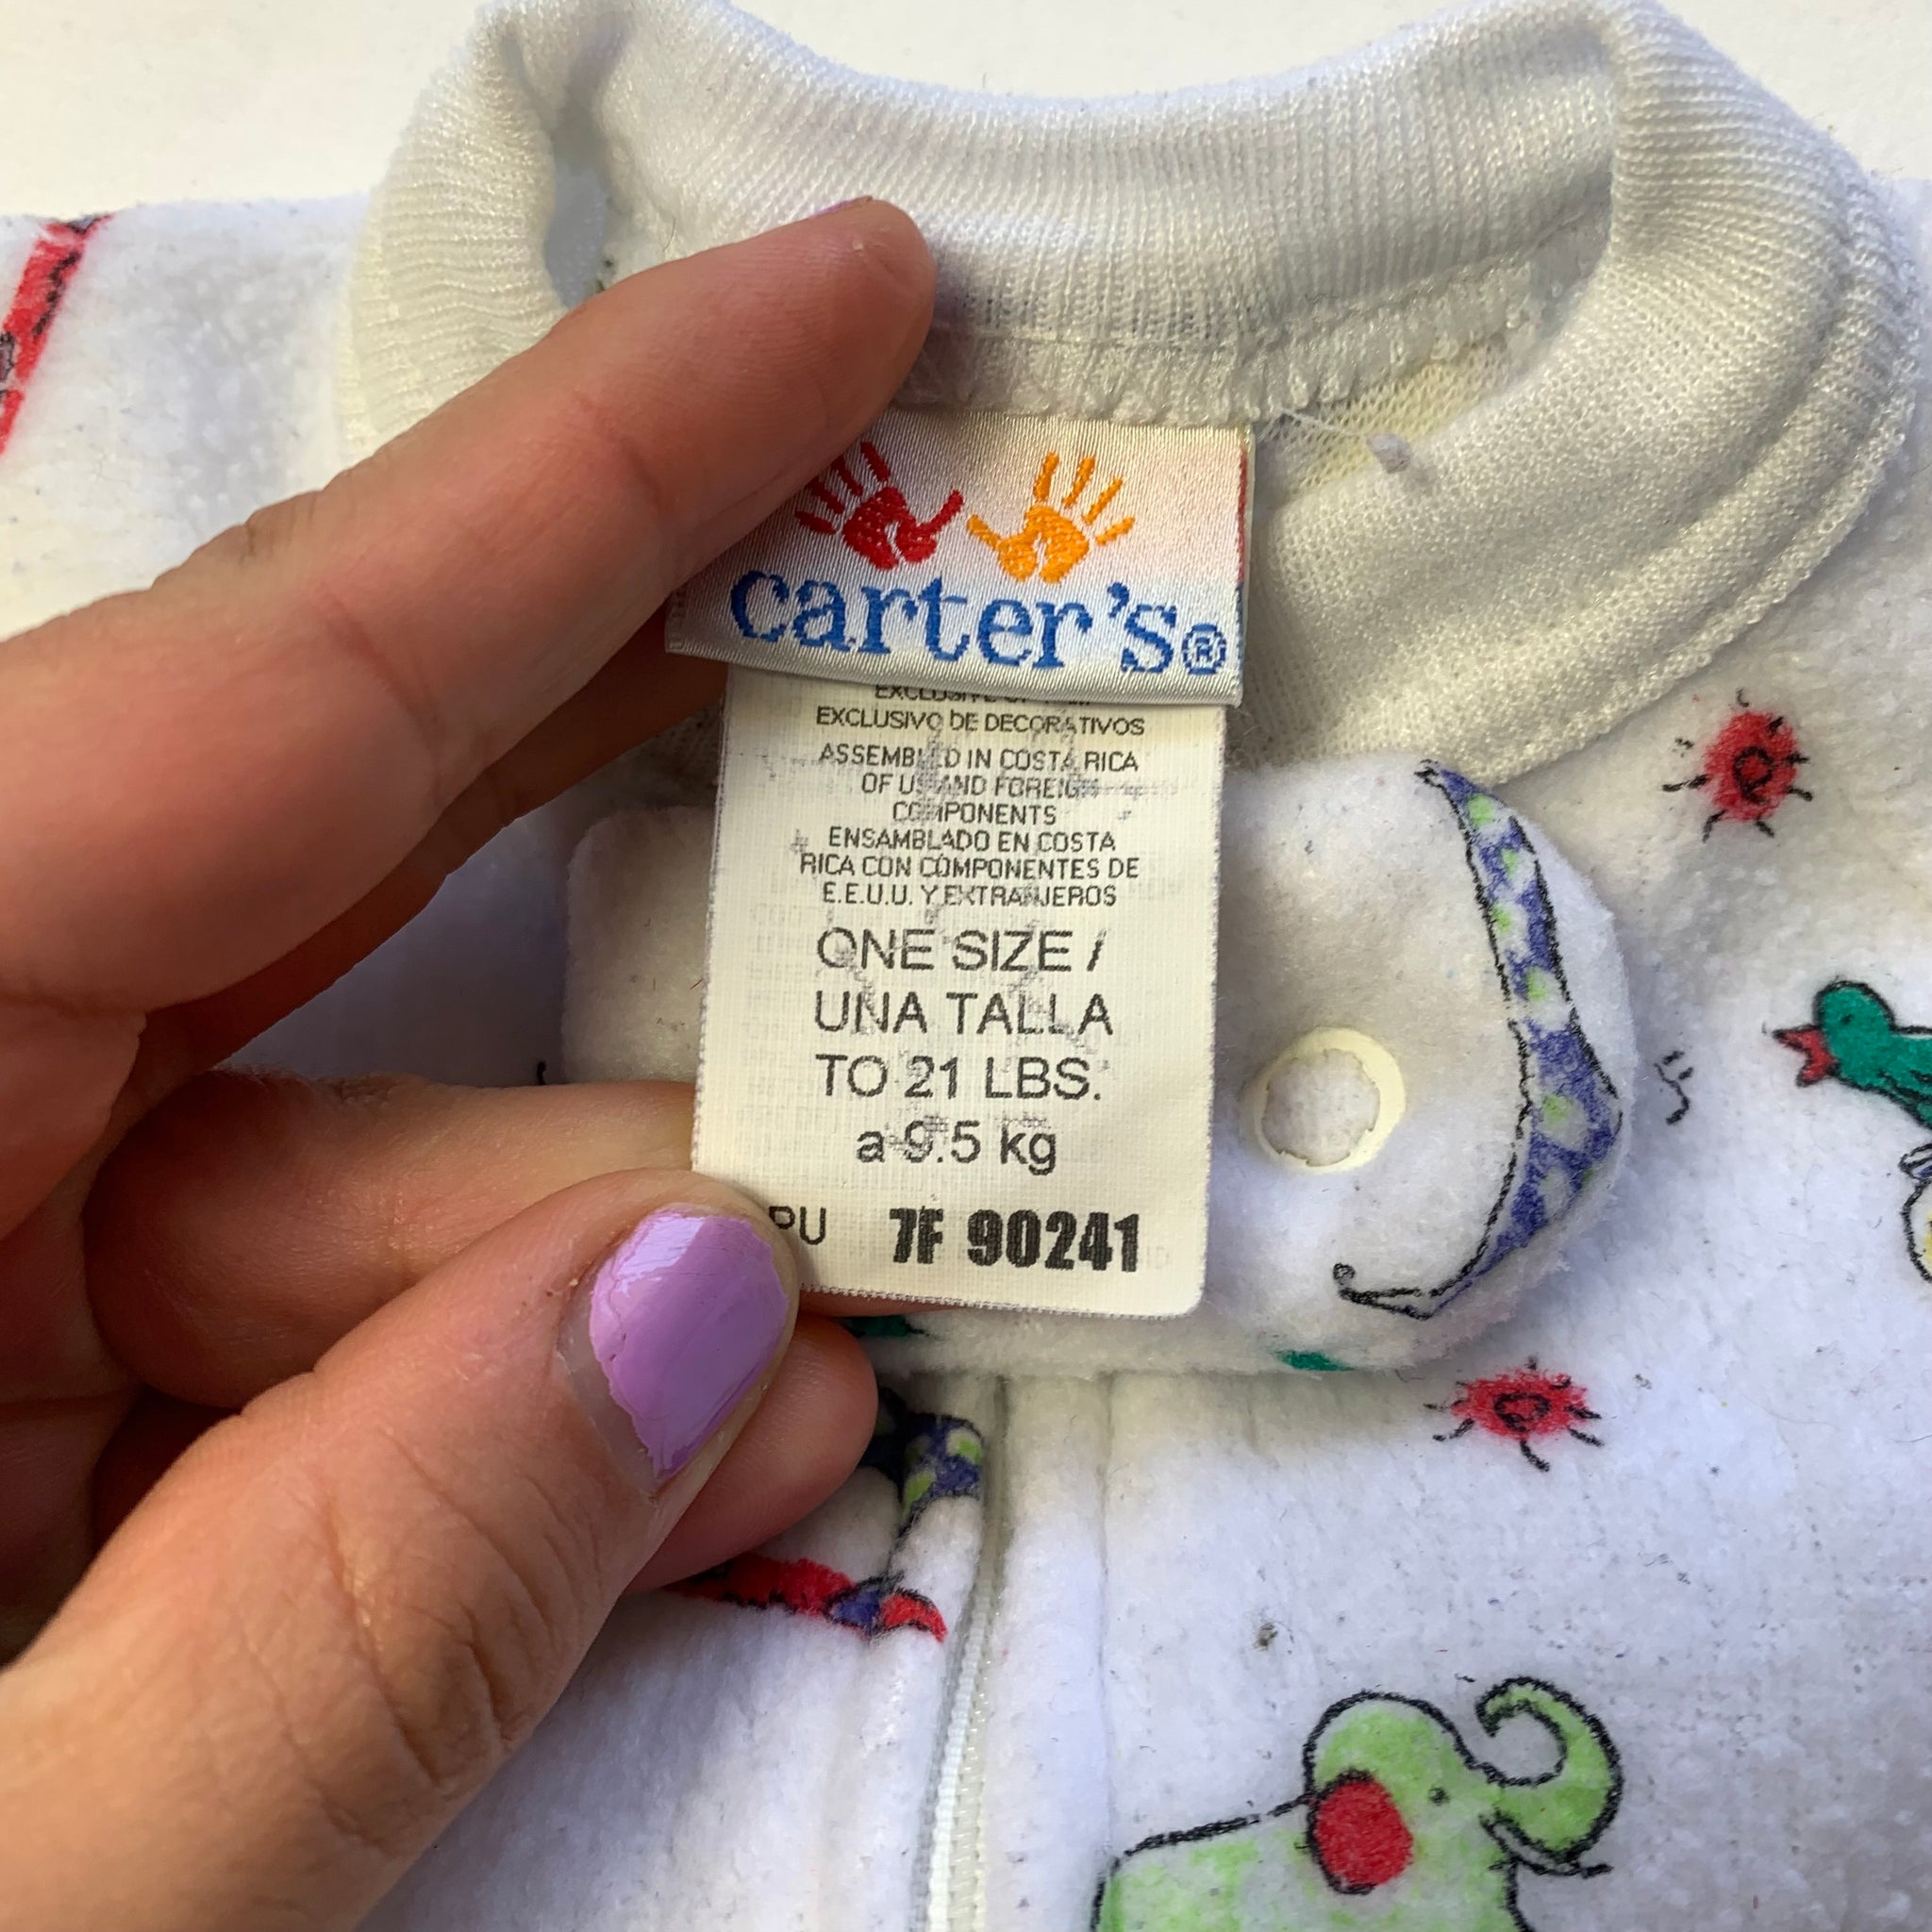 carter's®
EXCLUSIVO DE DECORATIVOS
ASSEMBLED IN COSTA RICA
OF US AND FOREIGN
COMPONENTS
ENSAMBLADO EN COSTA
RICA CON COMPONENTES DE
E.E.U.U. Y EXTRANJEROS
ONE SIZE /
UNA TALLA
TO 21 LBS.
a 9.5 kg
7F 90241